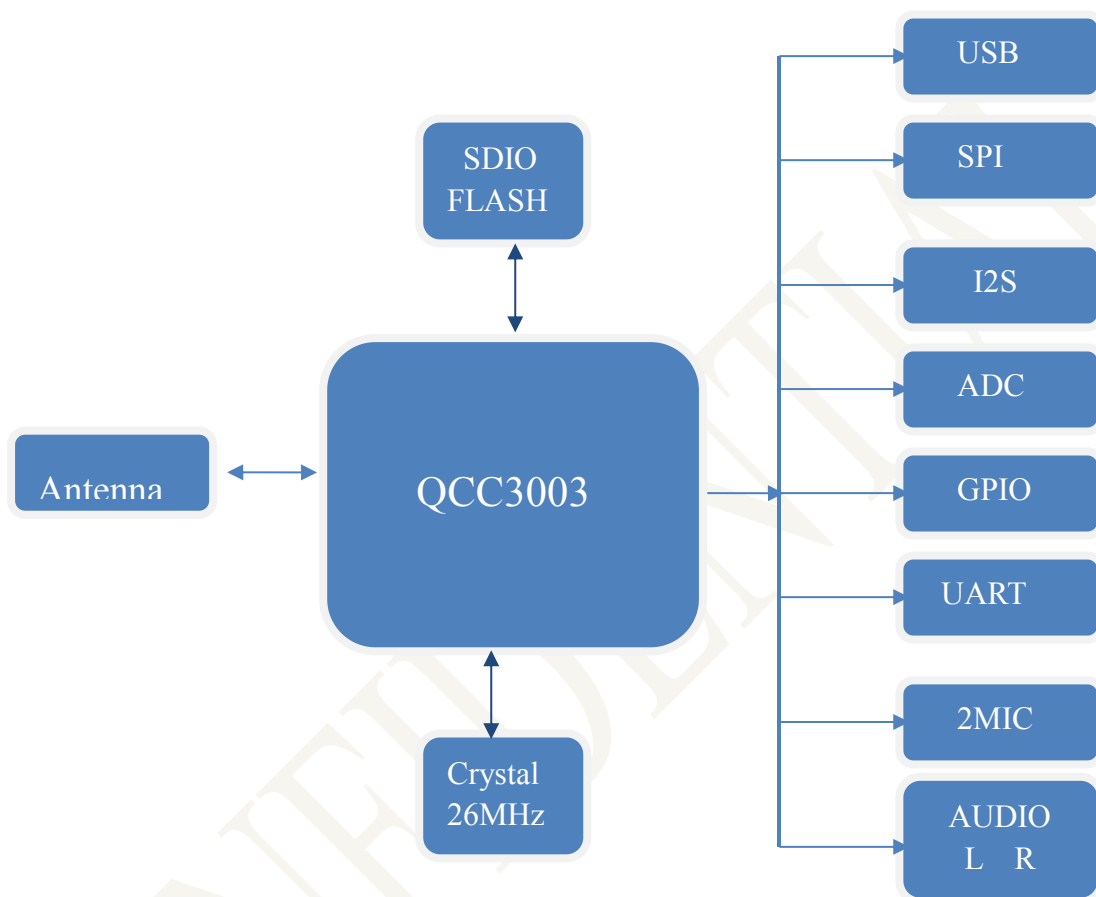 USB
SDIO
FLASH
SPI
I2S
ADC
Antenna
QCC3003
GPIO
UART
2MIC
Crystal
26MHz
AUDIO
L R